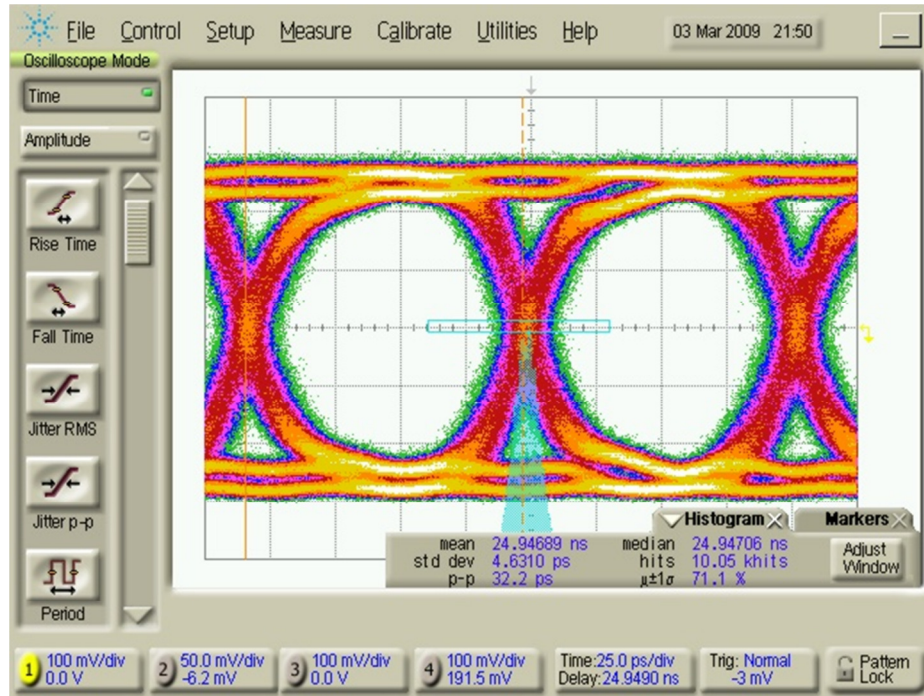 File Control Setup Measure Calibrate Utilities Help 03 Mar 2009 21:50
Oscilloscope Mode
Time
Amplitude
Rise Time
Fall Time
Jitter RMS
Jitter p-p
Period
Histogram Markers
mean 24.94689 ns median 24.94706 ns
std dev 4.6310 ps hits 10.05 khits
p-p 32.2 ps µ±1σ 71.1 %
Adjust
Window
1 100 mV/div
0.0 V
2 50.0 mV/div
-6.2 mV
3 100 mV/div
0.0 V
4 100 mV/div
191.5 mV
Time:25.0 ps/div
Delay:24.9490 ns
Trig: Normal
-3 mV
Pattern
Lock